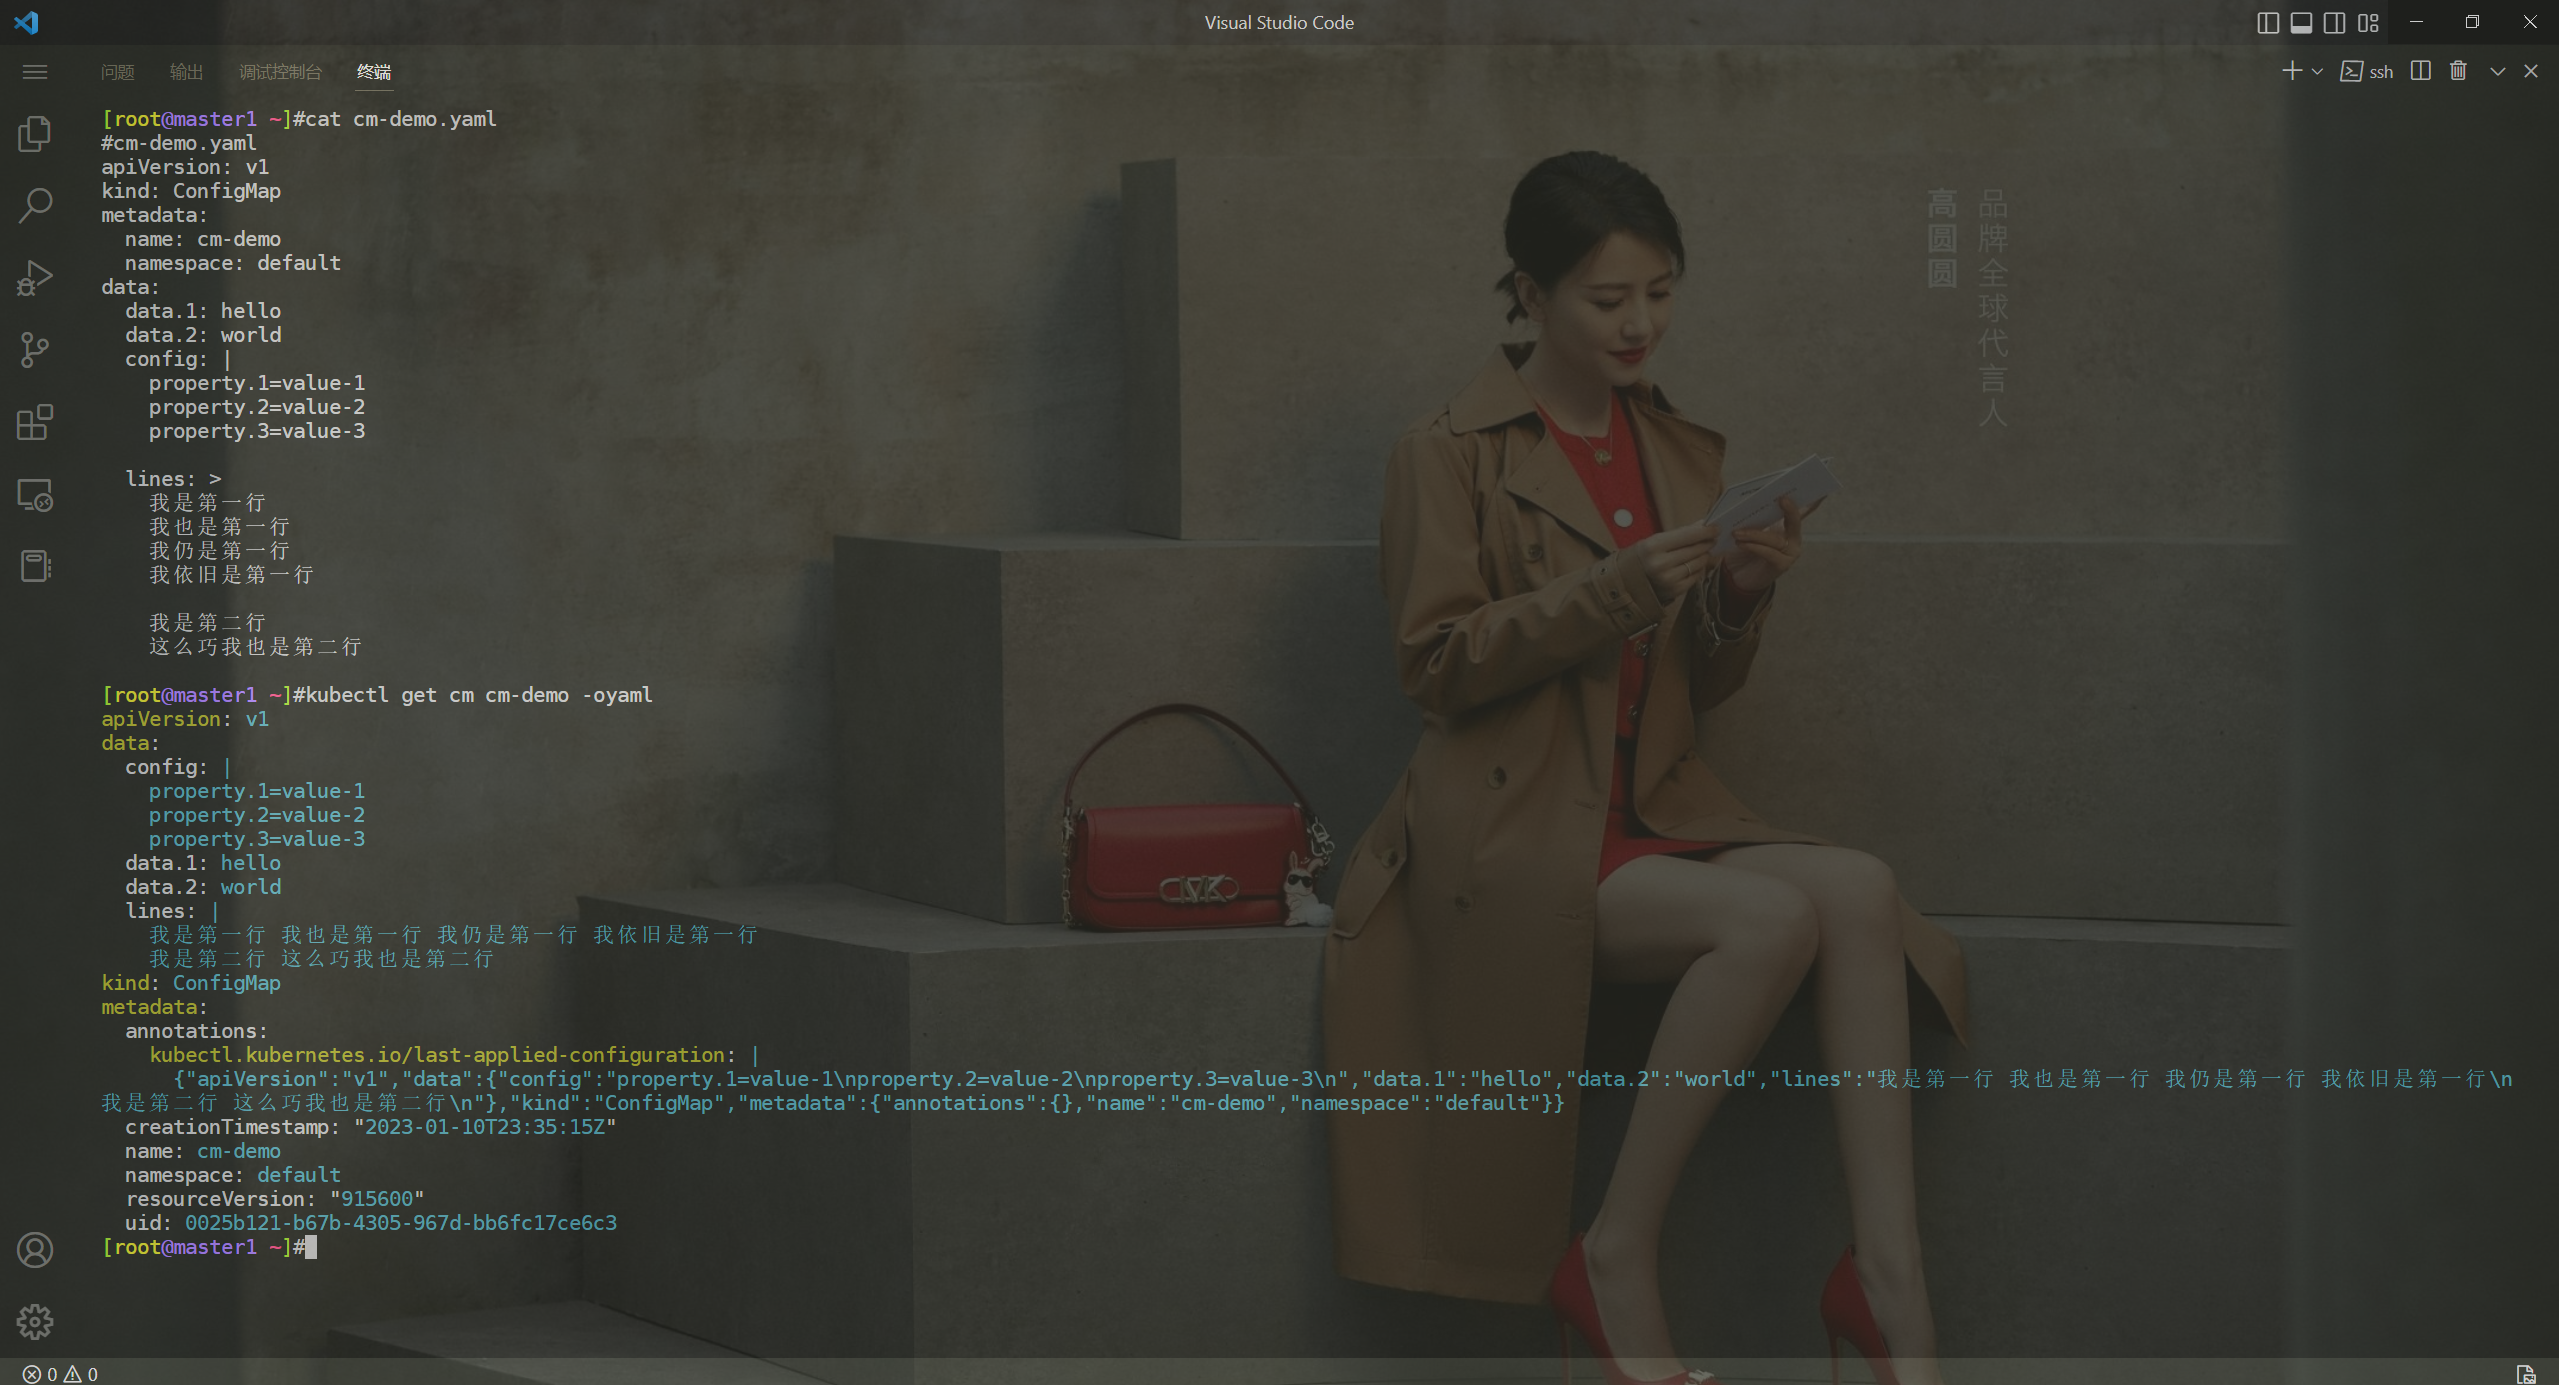 Visual Studio Code
问题 输出 调试控制台 终端
ssh
[root@master1 ~]#cat cm-demo.yaml
#cm-demo.yaml
apiVersion: v1
kind: ConfigMap
metadata:
  name: cm-demo
  namespace: default
data:
  data.1: hello
  data.2: world
  config: |
    property.1=value-1
    property.2=value-2
    property.3=value-3
  lines: >
    我是第一行
    我也是第一行
    我仍是第一行
    我依旧是第一行
    我是第二行
    这么巧我也是第二行
[root@master1 ~]#kubectl get cm cm-demo -oyaml
apiVersion: v1
data:
  config: |
    property.1=value-1
    property.2=value-2
    property.3=value-3
  data.1: hello
  data.2: world
  lines: |
    我是第一行 我也是第一行 我仍是第一行 我依旧是第一行
    我是第二行 这么巧我也是第二行
kind: ConfigMap
metadata:
  annotations:
    kubectl.kubernetes.io/last-applied-configuration: |
      {"apiVersion":"v1","data":{"config":"property.1=value-1\nproperty.2=value-2\nproperty.3=value-3\n","data.1":"hello","data.2":"world","lines":"我是第一行 我也是第一行 我仍是第一行 我依旧是第一行\n
我是第二行 这么巧我也是第二行\n"},"kind":"ConfigMap","metadata":{"annotations":{},"name":"cm-demo","namespace":"default"}}
  creationTimestamp: "2023-01-10T23:35:15Z"
  name: cm-demo
  namespace: default
  resourceVersion: "915600"
  uid: 0025b121-b67b-4305-967d-bb6fc17ce6c3
[root@master1 ~]#
品牌全球代言人
高圆圆
MK
0 0